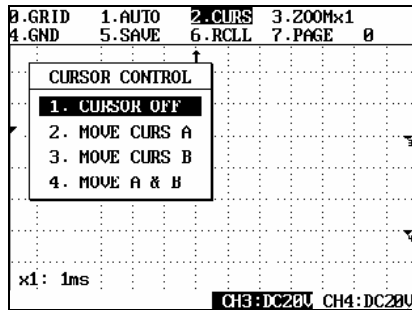 0.GRID 1.AUTO 2.CURS 3.ZOOMx1
4.GND 5.SAVE 6.RCLL 7.PAGE 0
CURSOR CONTROL
1. CURSOR OFF
2. MOVE CURS A
3. MOVE CURS B
4. MOVE A & B
x1: 1ms
CH3:DC20V CH4:DC20V